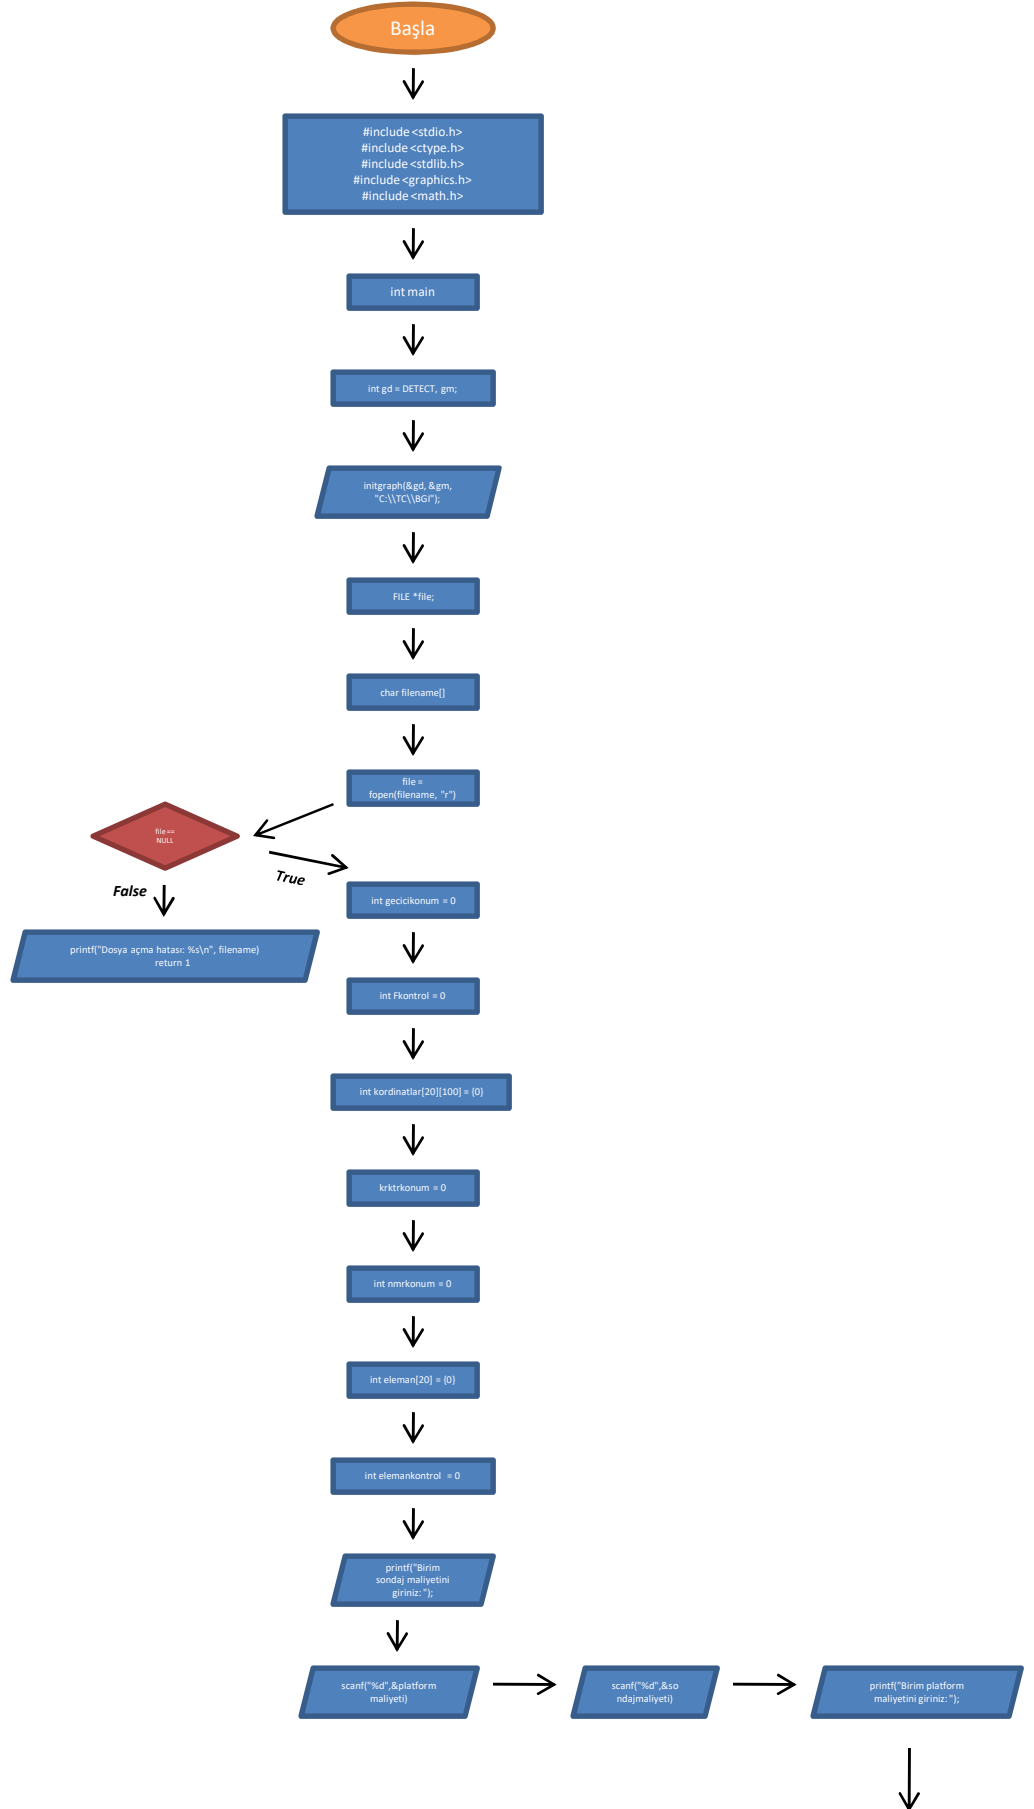 Başla
#include <stdio.h>
#include <ctype.h>
#include <stdlib.h>
#include <graphics.h>
#include <math.h>
int main
int gd = DETECT, gm;
initgraph(&gd, &gm,
"C:\\TC\\BGI");
FILE *file;
char filename[]
file =
fopen(filename, "r")
file ==
NULL
False
True
printf("Dosya açma hatası: %s\n", filename)
return 1
int gecicikonum = 0
int Fkontrol = 0
int kordinatlar[20][100] = {0}
krktrkonum = 0
int nmrkonum = 0
int eleman[20] = {0}
int elemankontrol = 0
printf("Birim
sondaj maliyetini
giriniz: ");
scanf("%d",&platform
maliyeti)
scanf("%d",&so
ndajmaliyeti)
printf("Birim platform
maliyetini giriniz: ");